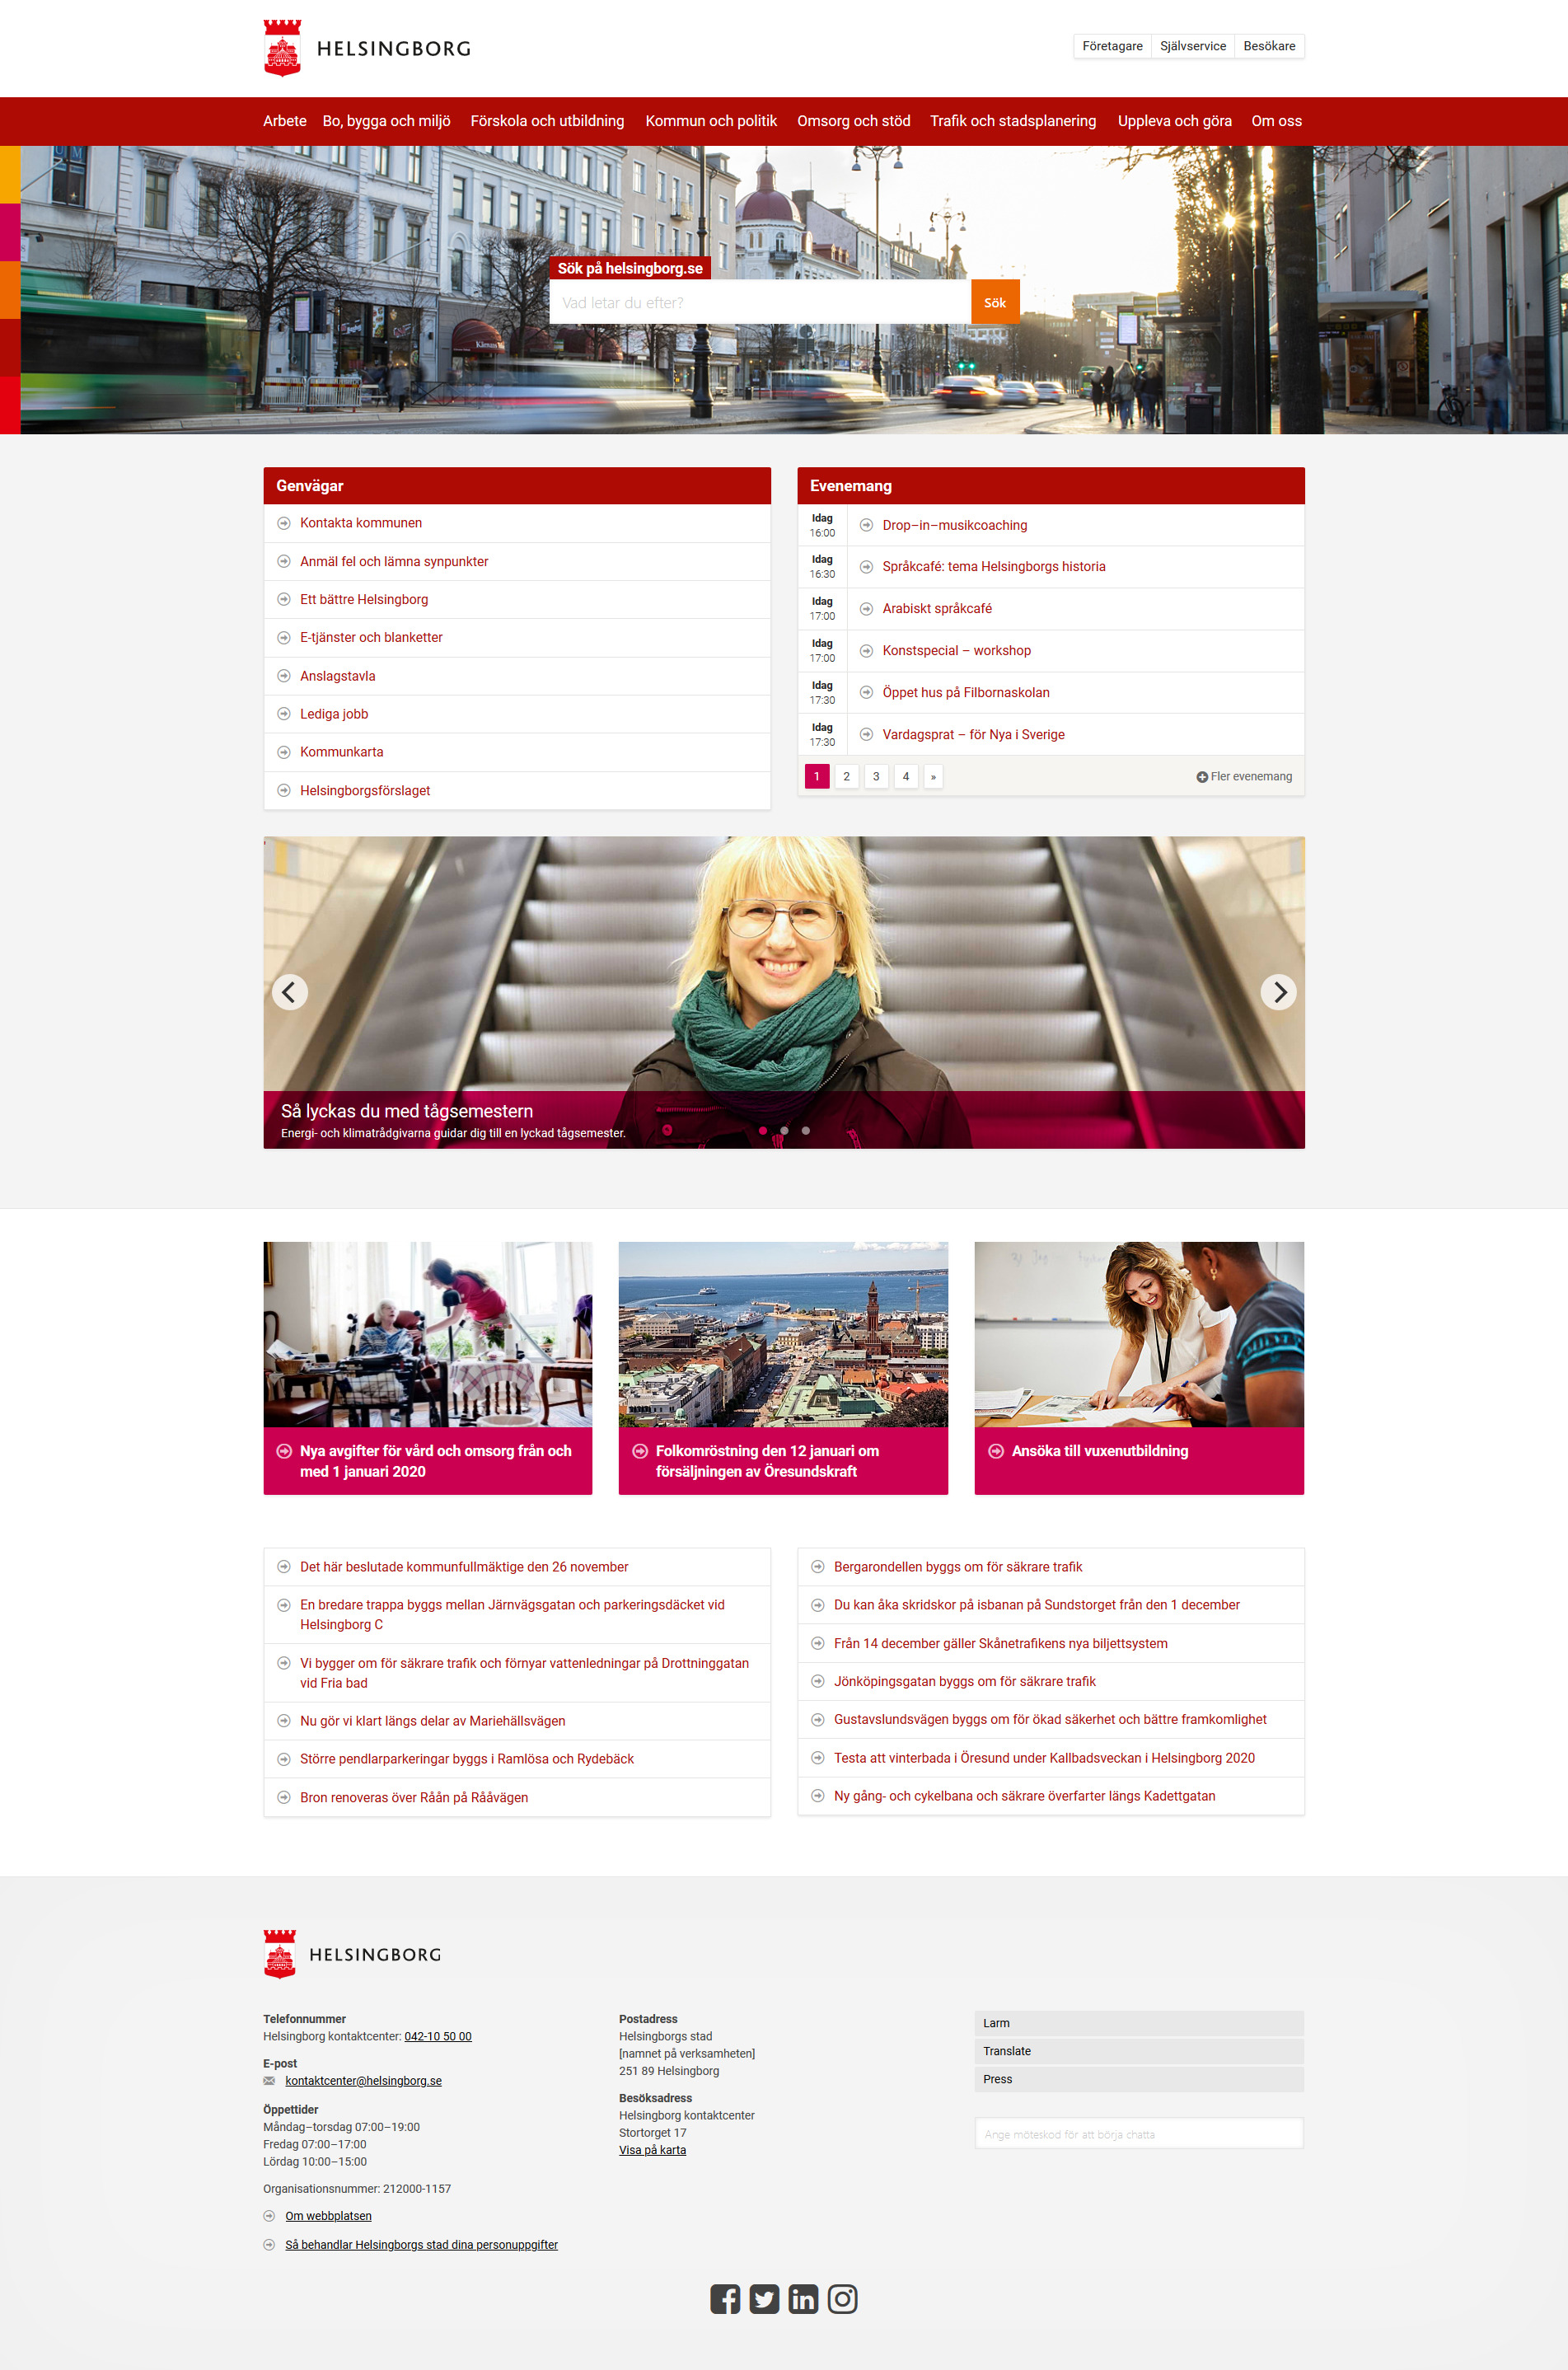 HELSINGBORG
Företagare
Självservice
Besökare
Arbete
Bo, bygga och miljö
Förskola och utbildning
Kommun och politik
Omsorg och stöd
Trafik och stadsplanering
Uppleva och göra
Om oss
Sök på helsingborg.se
Vad letar du efter?
Sök
Genvägar
Kontakta kommunen
Anmäl fel och lämna synpunkter
Ett bättre Helsingborg
E-tjänster och blanketter
Anslagstavla
Lediga jobb
Kommunkarta
Helsingborgsförslaget
Evenemang
Idag
16:00
Drop–in–musikcoaching
Idag
16:30
Språkcafé: tema Helsingborgs historia
Idag
17:00
Arabiskt språkcafé
Idag
17:00
Konstspecial – workshop
Idag
17:30
Öppet hus på Filbornaskolan
Idag
17:30
Vardagsprat – för Nya i Sverige
1 2 3 4 »
Fler evenemang
Så lyckas du med tågsemestern
Energi- och klimatrådgivarna guidar dig till en lyckad tågsemester.
Nya avgifter för vård och omsorg från och
med 1 januari 2020
Folkomröstning den 12 januari om
försäljningen av Öresundskraft
Ansöka till vuxenutbildning
Det här beslutade kommunfullmäktige den 26 november
En bredare trappa byggs mellan Järnvägsgatan och parkeringsdäcket vid
Helsingborg C
Vi bygger om för säkrare trafik och förnyar vattenledningar på Drottninggatan
vid Fria bad
Nu gör vi klart längs delar av Mariehällsvägen
Större pendlarparkeringar byggs i Ramlösa och Rydebäck
Bron renoveras över Råån på Rååvägen
Bergarondellen byggs om för säkrare trafik
Du kan åka skridskor på isbanan på Sundstorget från den 1 december
Från 14 december gäller Skånetrafikens nya biljettsystem
Jönköpingsgatan byggs om för säkrare trafik
Gustavslundsvägen byggs om för ökad säkerhet och bättre framkomlighet
Testa att vinterbada i Öresund under Kallbadsveckan i Helsingborg 2020
Ny gång- och cykelbana och säkrare överfarter längs Kadettgatan
HELSINGBORG
Telefonnummer
Helsingborg kontaktcenter: 042-10 50 00
E-post
kontaktcenter@helsingborg.se
Öppettider
Måndag–torsdag 07:00–19:00
Fredag 07:00–17:00
Lördag 10:00–15:00
Organisationsnummer: 212000-1157
Om webbplatsen
Så behandlar Helsingborgs stad dina personuppgifter
Postadress
Helsingborgs stad
[namnet på verksamheten]
251 89 Helsingborg
Besöksadress
Helsingborg kontaktcenter
Stortorget 17
Visa på karta
Larm
Translate
Press
Ange möteskod för att börja chatta